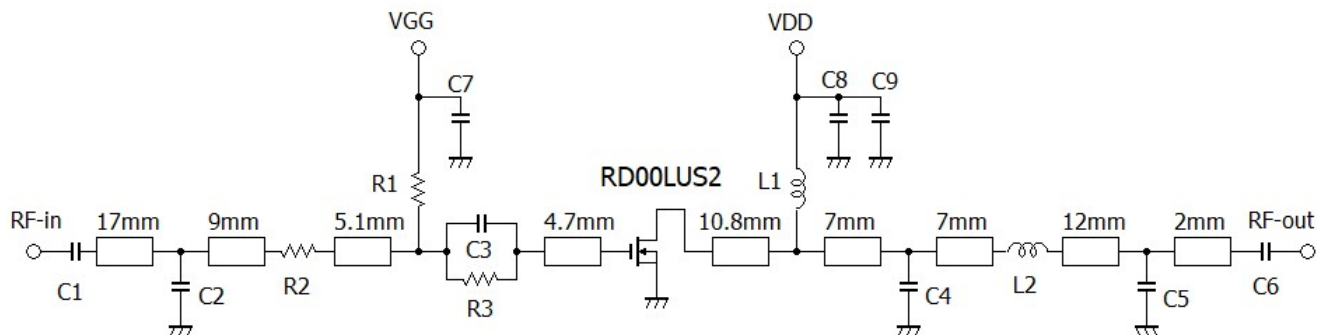 VGG
VDD
C7
C8
C9
R1
RD00LUS2
L1
RF-in
17mm
9mm
5.1mm
4.7mm
10.8mm
7mm
7mm
12mm
2mm
RF-out
C3
C1
C2
R2
R3
C4
L2
C5
C6